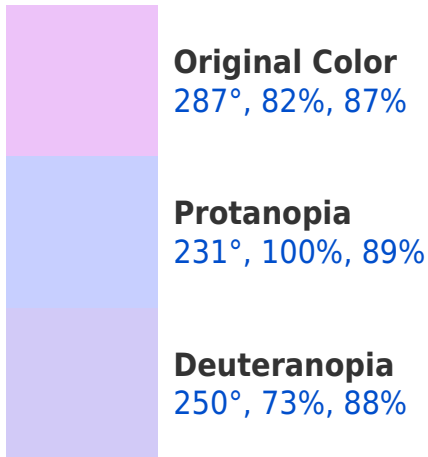 Original Color
287°, 82%, 87%
Protanopia
231°, 100%, 89%
Deuteranopia
250°, 73%, 88%